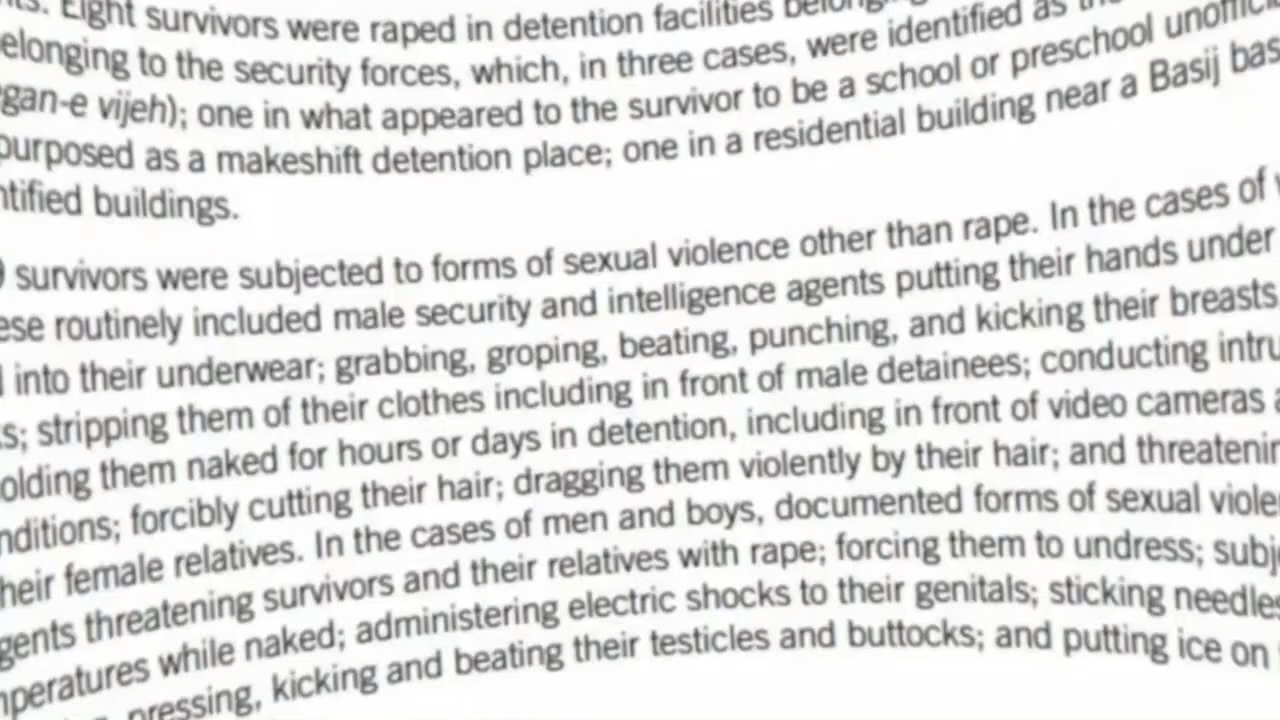 Eight survivors were raped in detention facilities
elonging to the security forces, which, in three cases, were identified as
gan-e vijeh); one in what appeared to the survivor to be a school or preschool
purposed as a makeshift detention place; one in a residential building near a Basij bas
ntified buildings.
survivors were subjected to forms of sexual violence other than rape. In the cases of
ese routinely included male security and intelligence agents putting their hands under
into their underwear; grabbing, groping, beating, punching, and kicking their breasts
s; stripping them of their clothes including in front of male detainees; conducting intru
olding them naked for hours or days in detention, including in front of video cameras
nditions; forcibly cutting their hair; dragging them violently by their hair; and threatenin
heir female relatives. In the cases of men and boys, documented forms of sexual viole
gents threatening survivors and their relatives with rape; forcing them to undress; subj
mperatures while naked; administering electric shocks to their genitals; sticking needles
pressing, kicking and beating their testicles and buttocks; and putting ice on